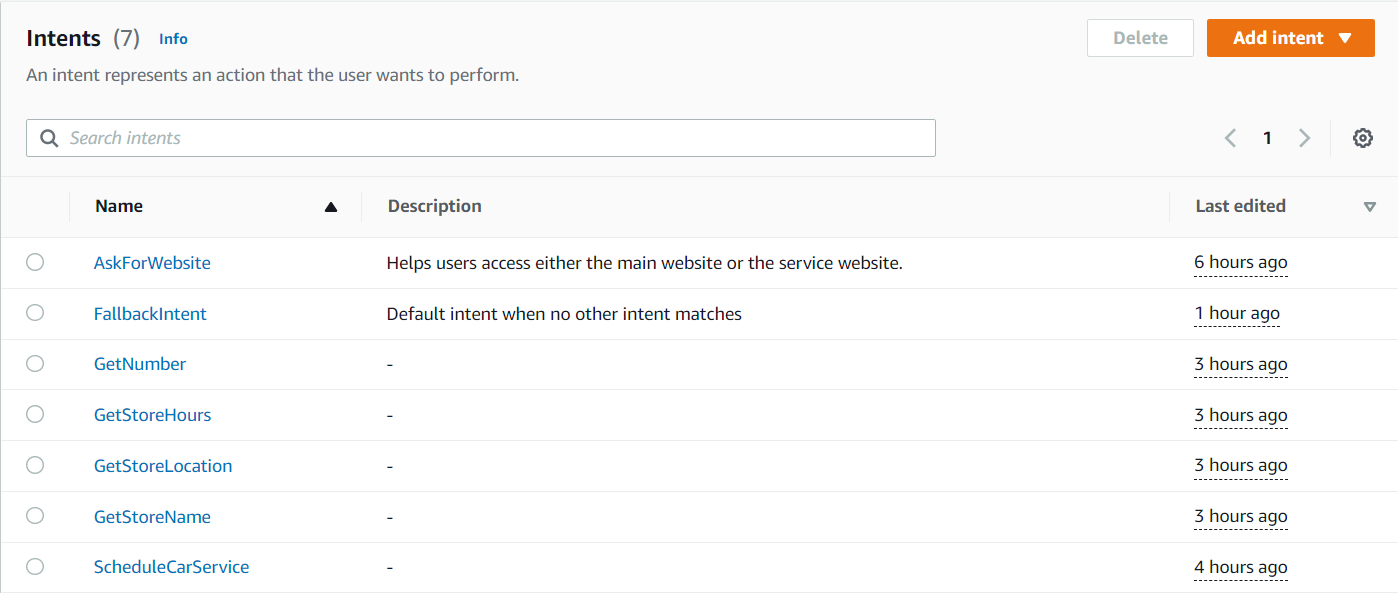 Intents (7) Info
Delete
Add intent
An intent represents an action that the user wants to perform.
Search intents
1
Name Description Last edited
AskForWebsite Helps users access either the main website or the service website. 6 hours ago
FallbackIntent Default intent when no other intent matches 1 hour ago
GetNumber - 3 hours ago
GetStoreHours - 3 hours ago
GetStoreLocation - 3 hours ago
GetStoreName - 3 hours ago
ScheduleCarService - 4 hours ago